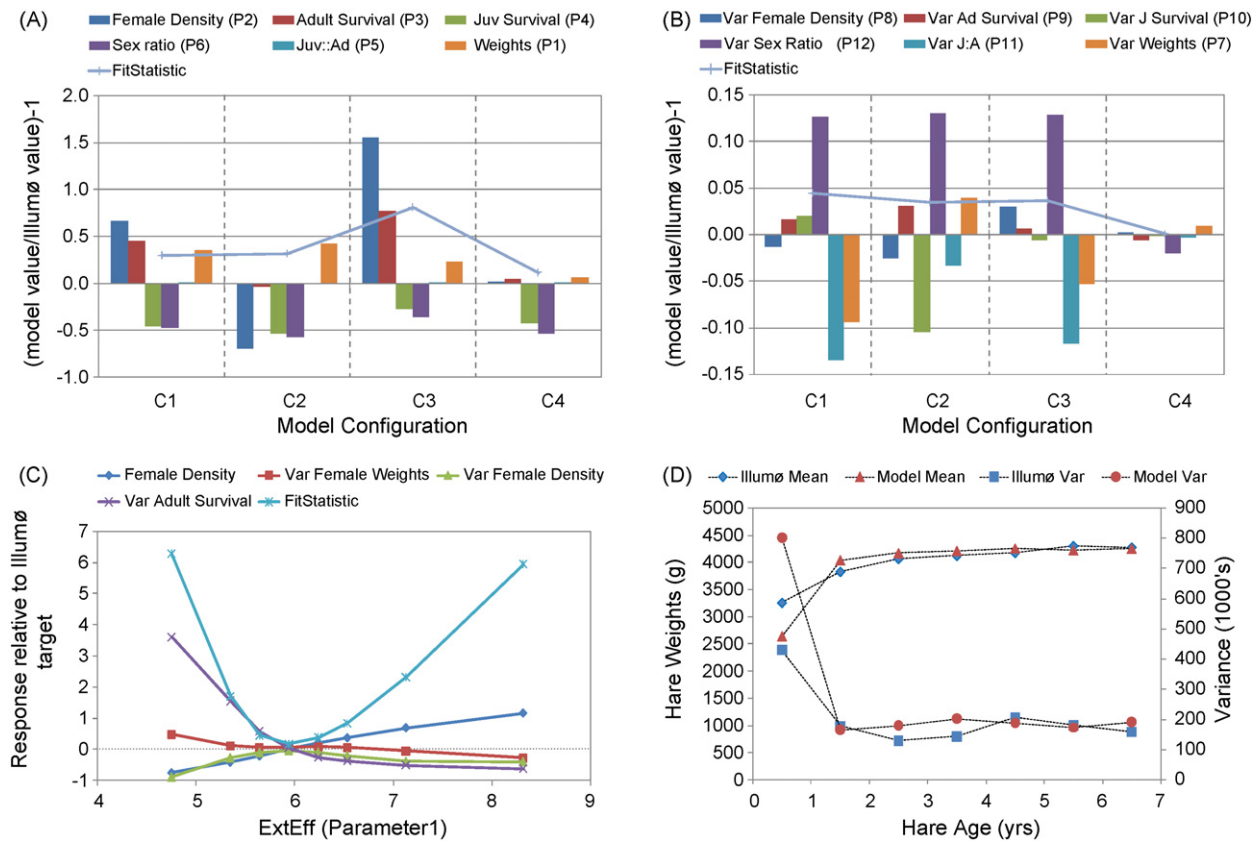 (A)
Female Density (P2) Adult Survival (P3) Juv Survival (P4)
Sex ratio (P6) Juv::Ad (P5) Weights (P1)
FitStatistic
(model value/Illumø value)-1
2.0
1.5
1.0
0.5
0.0
-0.5
-1.0
C1 C2 C3 C4
Model Configuration
(B)
Var Female Density (P8) Var Ad Survival (P9) Var J Survival (P10)
Var Sex Ratio (P12) Var J:A (P11) Var Weights (P7)
FitStatistic
(model value/Illumø value)-1
0.15
0.10
0.05
0.00
-0.05
-0.10
-0.15
C1 C2 C3 C4
Model Configuration
(C)
Female Density Var Female Weights Var Female Density
Var Adult Survival FitStatistic
Response relative to Illumø
target
7
6
5
4
3
2
1
0
-1
4 5 6 7 8 9
ExtEff (Parameter1)
(D)
Illumø Mean Model Mean Illumø Var Model Var
Hare Weights (g)
5000
4500
4000
3500
3000
2500
2000
1500
1000
500
0
900
800
700
600
500
400
300
200
100
0
Variance (1000's)
0 1 2 3 4 5 6 7
Hare Age (yrs)